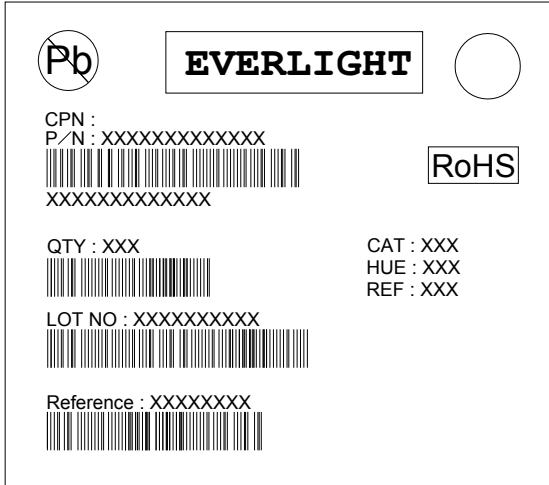 Pb
EVERLIGHT
CPN :
P/N : XXXXXXXXXXXXX
RoHS
XXXXXXXXXXXXX
QTY : XXX
CAT : XXX
HUE : XXX
REF : XXX
LOT NO : XXXXXXXXXX
Reference : XXXXXXXX